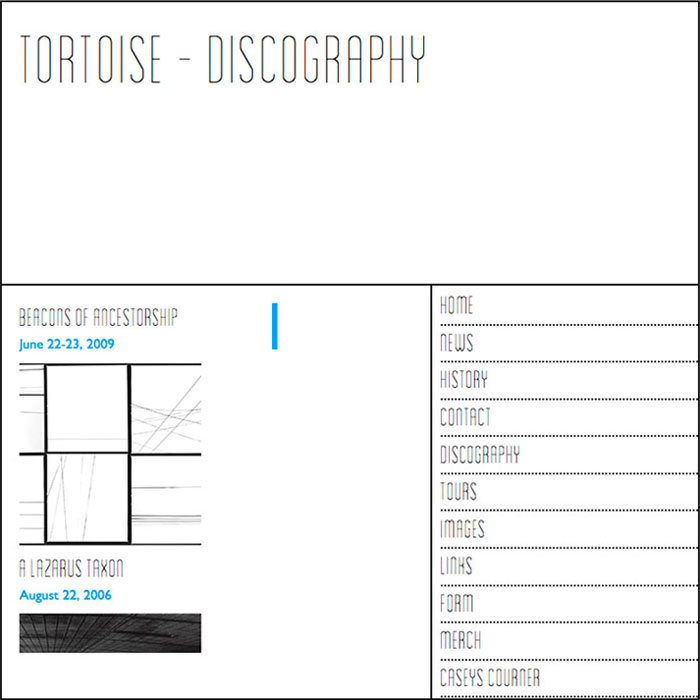 TORTOISE - DISCOGRAPHY
BEACONS OF ANCESTORSHIP
June 22-23, 2009
A LAZARUS TAXON
August 22, 2006
HOME
NEWS
HISTORY
CONTACT
DISCOGRAPHY
TOURS
IMAGES
LINKS
FORM
MERCH
CASEYS COURNER